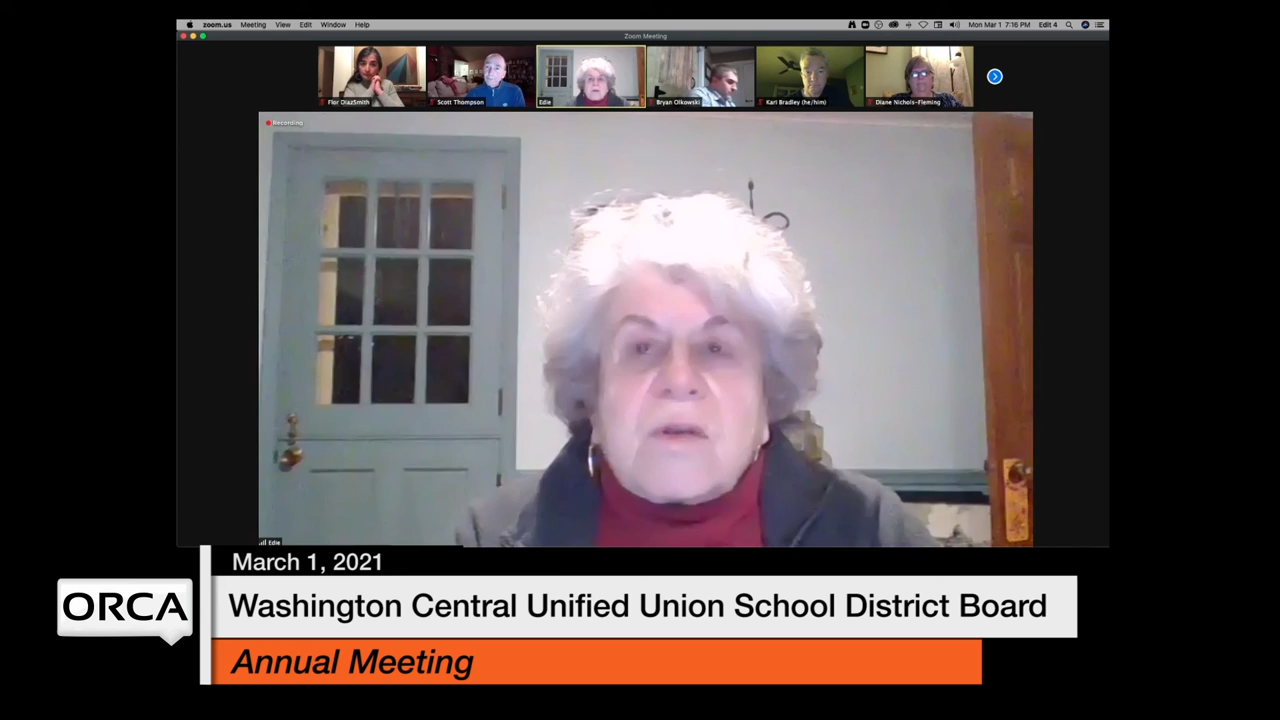 zoom.us Meeting View Edit Window Help
Mon Mar 1 7:16 PM Edit 4
Zoom Meeting
Flor DiazSmith
Scott Thompson
Edie
Bryan Olkowski
Kari Bradley (he/him)
Diane Nichols-Fleming
Recording
Edie
March 1, 2021
ORCA
Washington Central Unified Union School District Board
Annual Meeting